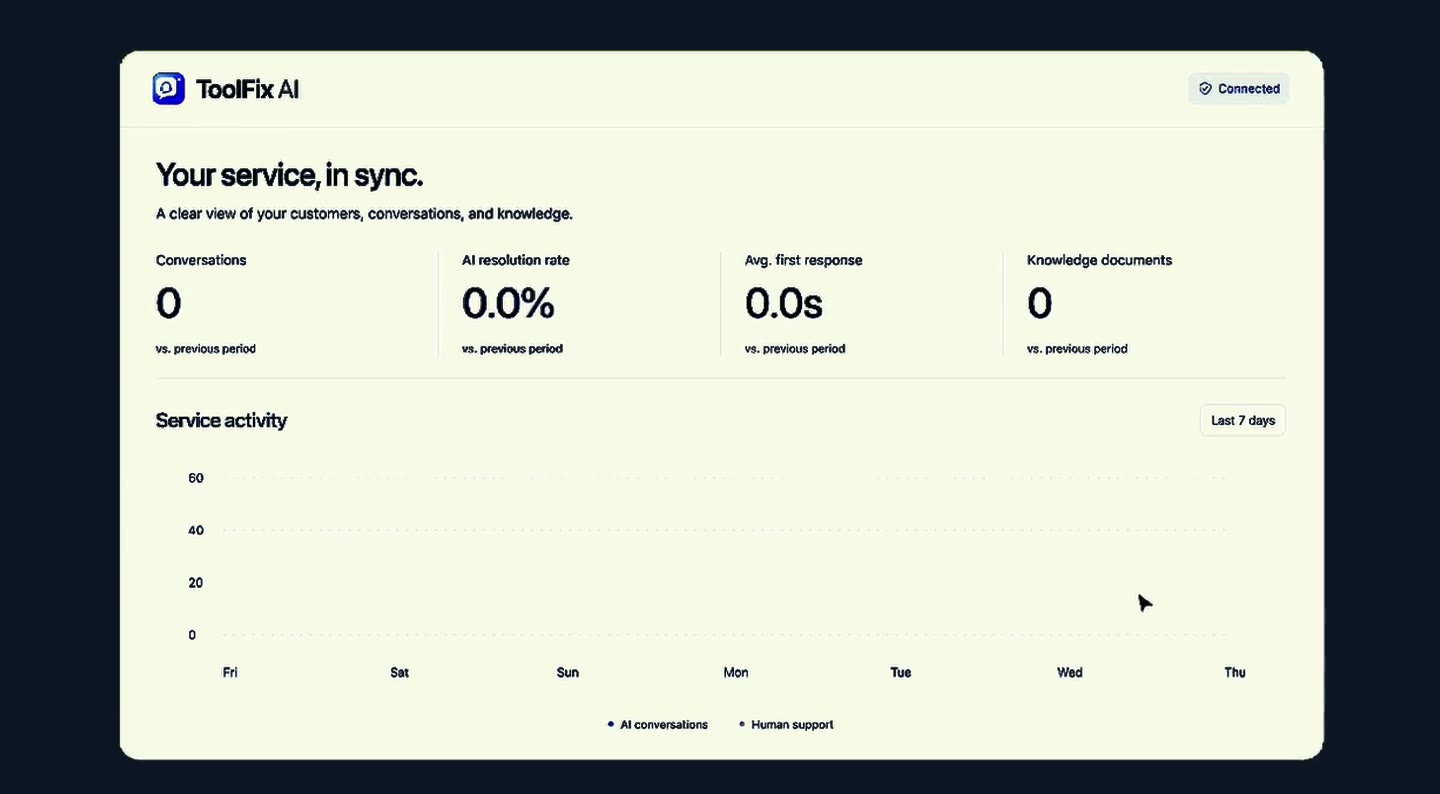 ToolFix AI
Connected
Your service, in sync.
A clear view of your customers, conversations, and knowledge.
Conversations
0
vs. previous period
AI resolution rate
0.0%
vs. previous period
Avg. first response
0.0s
vs. previous period
Knowledge documents
0
vs. previous period
Service activity
Last 7 days
60
40
20
0
Fri Sat Sun Mon Tue Wed Thu
AI conversations Human support